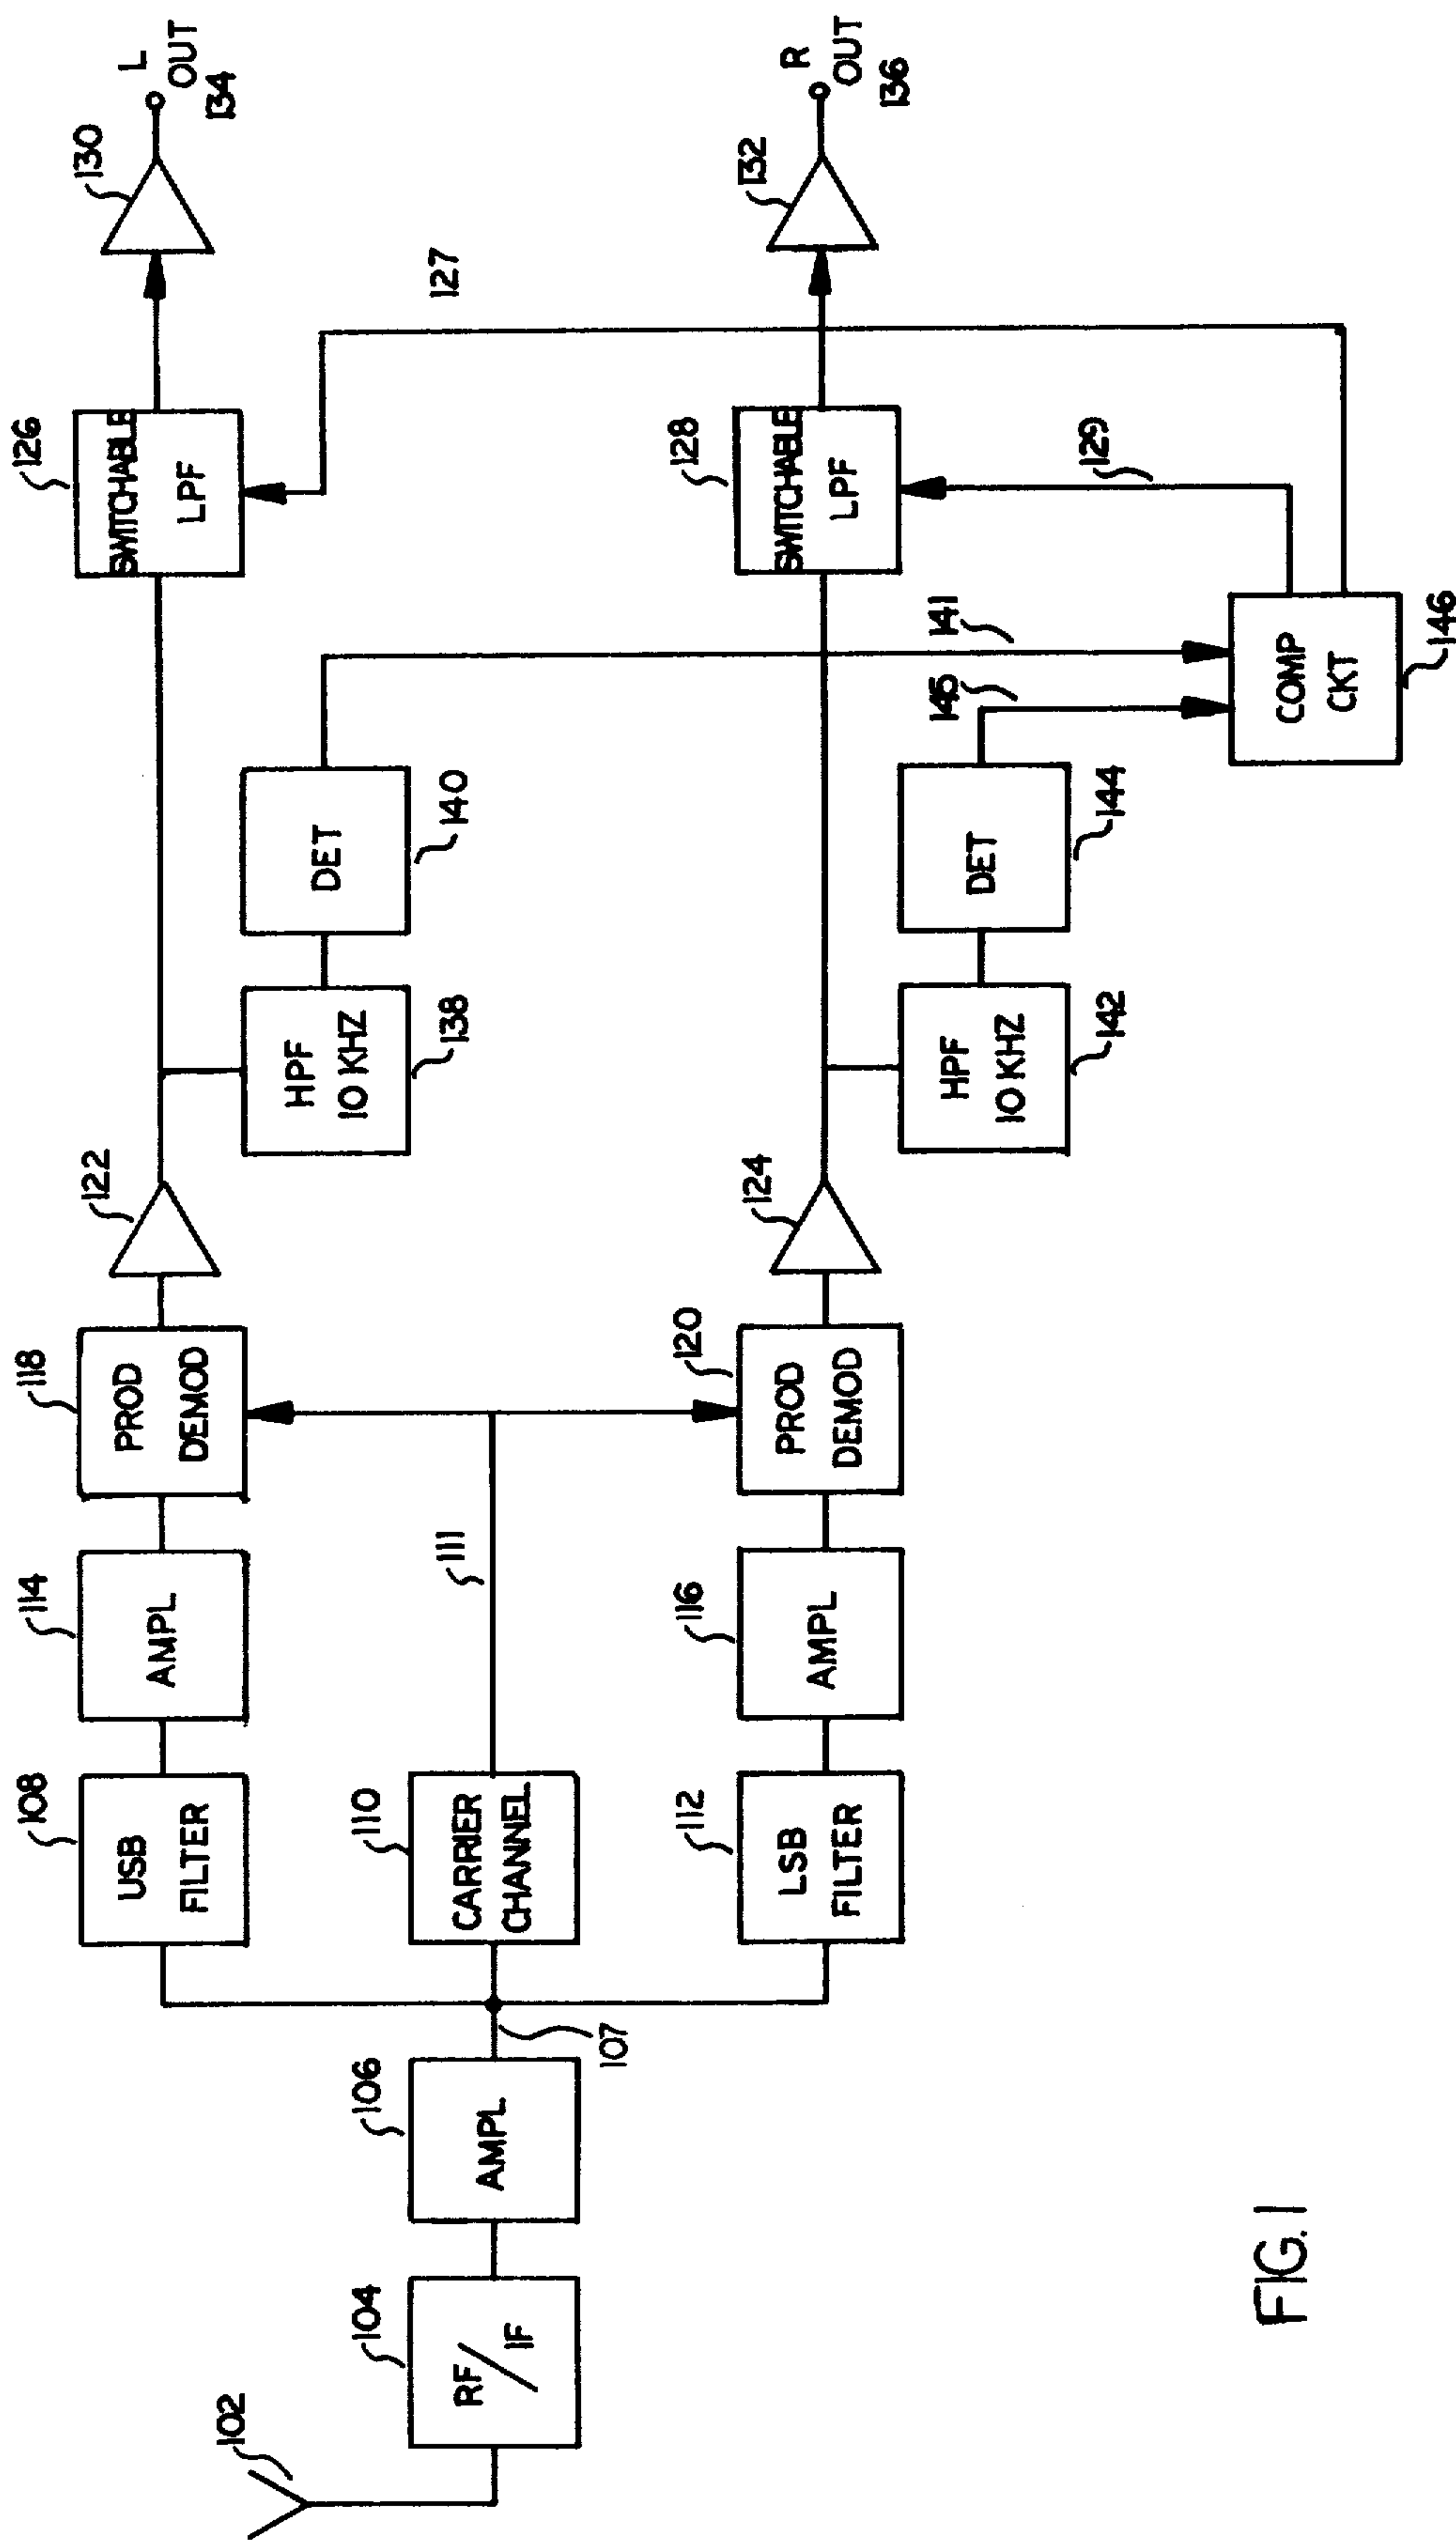 102
104
RF/IF
106
AMPL
107
108
USB
FILTER
110
CARRIER
CHANNEL
112
LSB
FILTER
114
AMPL
111
116
AMPL
118
PROD
DEMOD
120
PROD
DEMOD
122
124
HPF
10 KHZ
138
HPF
10 KHZ
142
DET
140
DET
144
141
145
COMP
CKT
146
126
SWITCHABLE
LPF
128
SWITCHABLE
LPF
129
127
130
132
L
OUT
134
R
OUT
136
FIG. 1